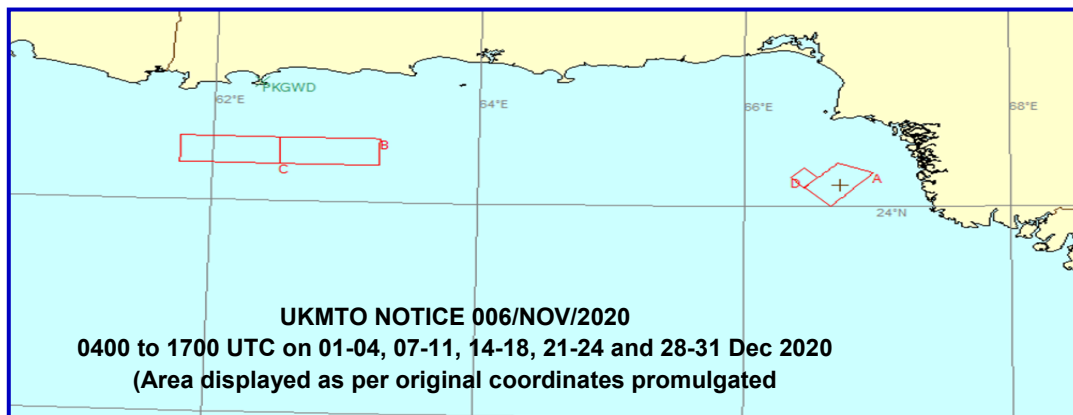 PKGWD
62°E
64°E
66°E
68°E
B
C
D
A
24°N
UKMTO NOTICE 006/NOV/2020
0400 to 1700 UTC on 01-04, 07-11, 14-18, 21-24 and 28-31 Dec 2020
(Area displayed as per original coordinates promulgated